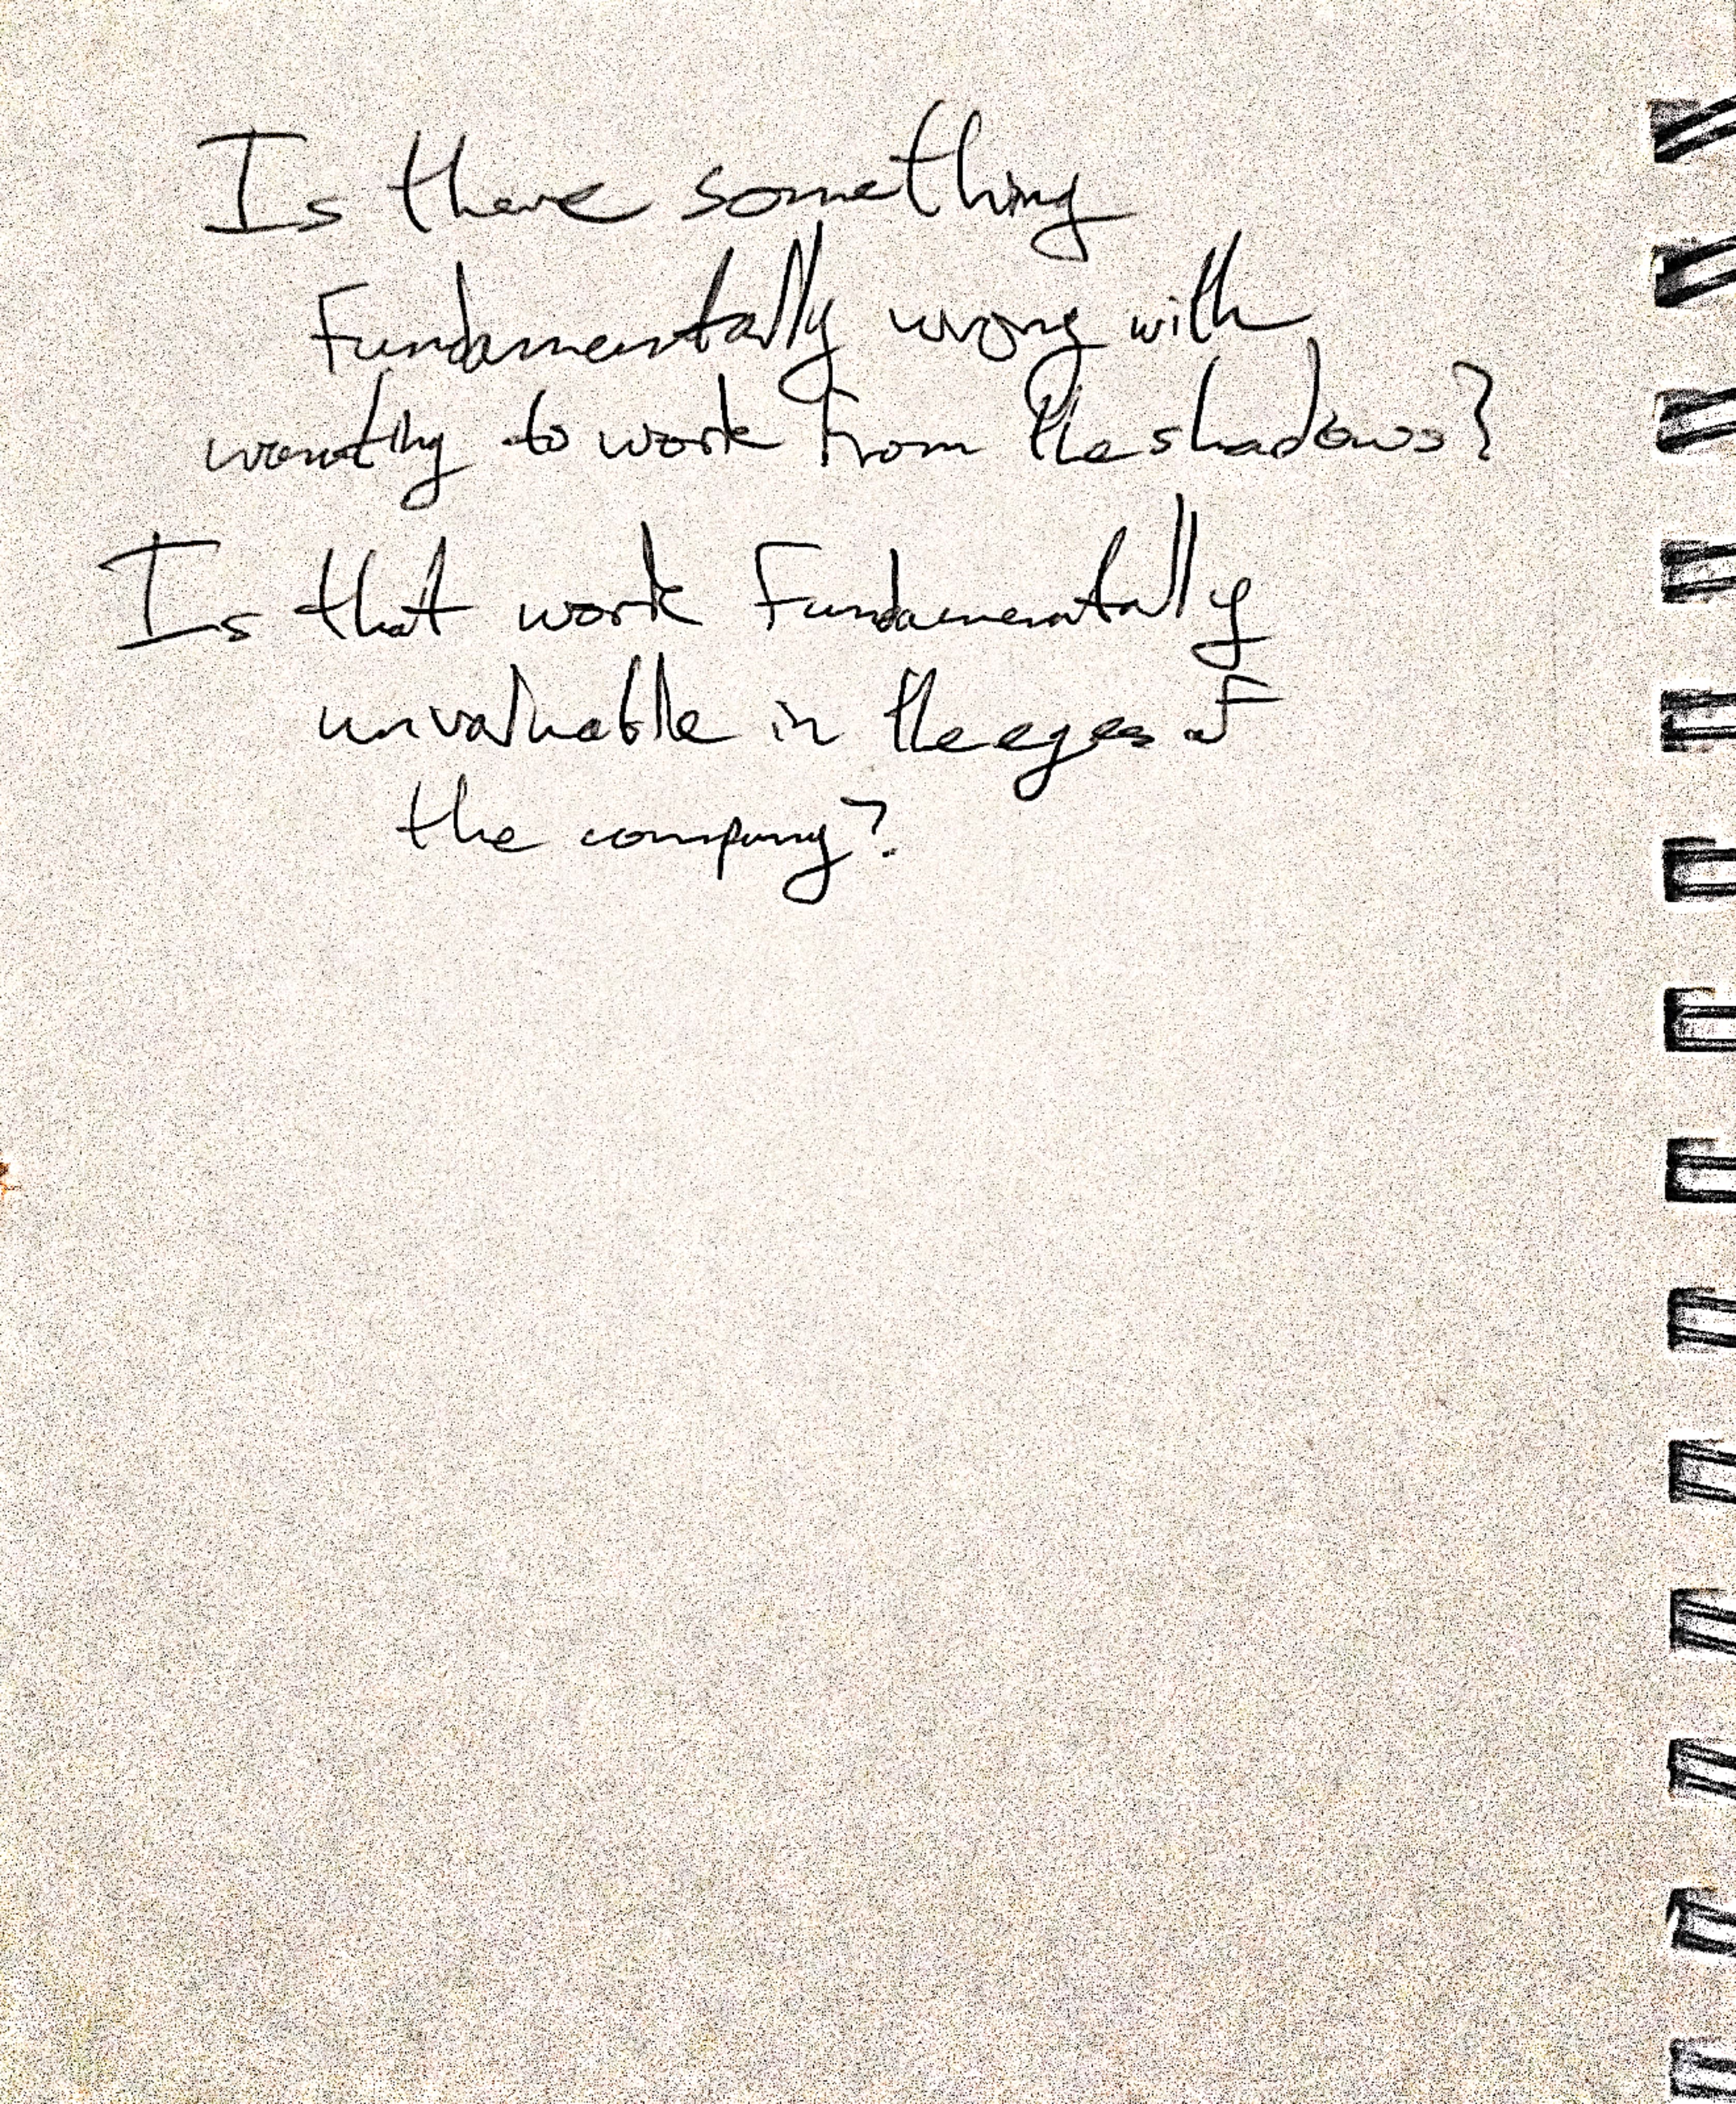 Is there something
Fundamentally wrong with
wanting to work from the shadows?
Is that work Fundamentally
unvaluable in the eyes of
the company?